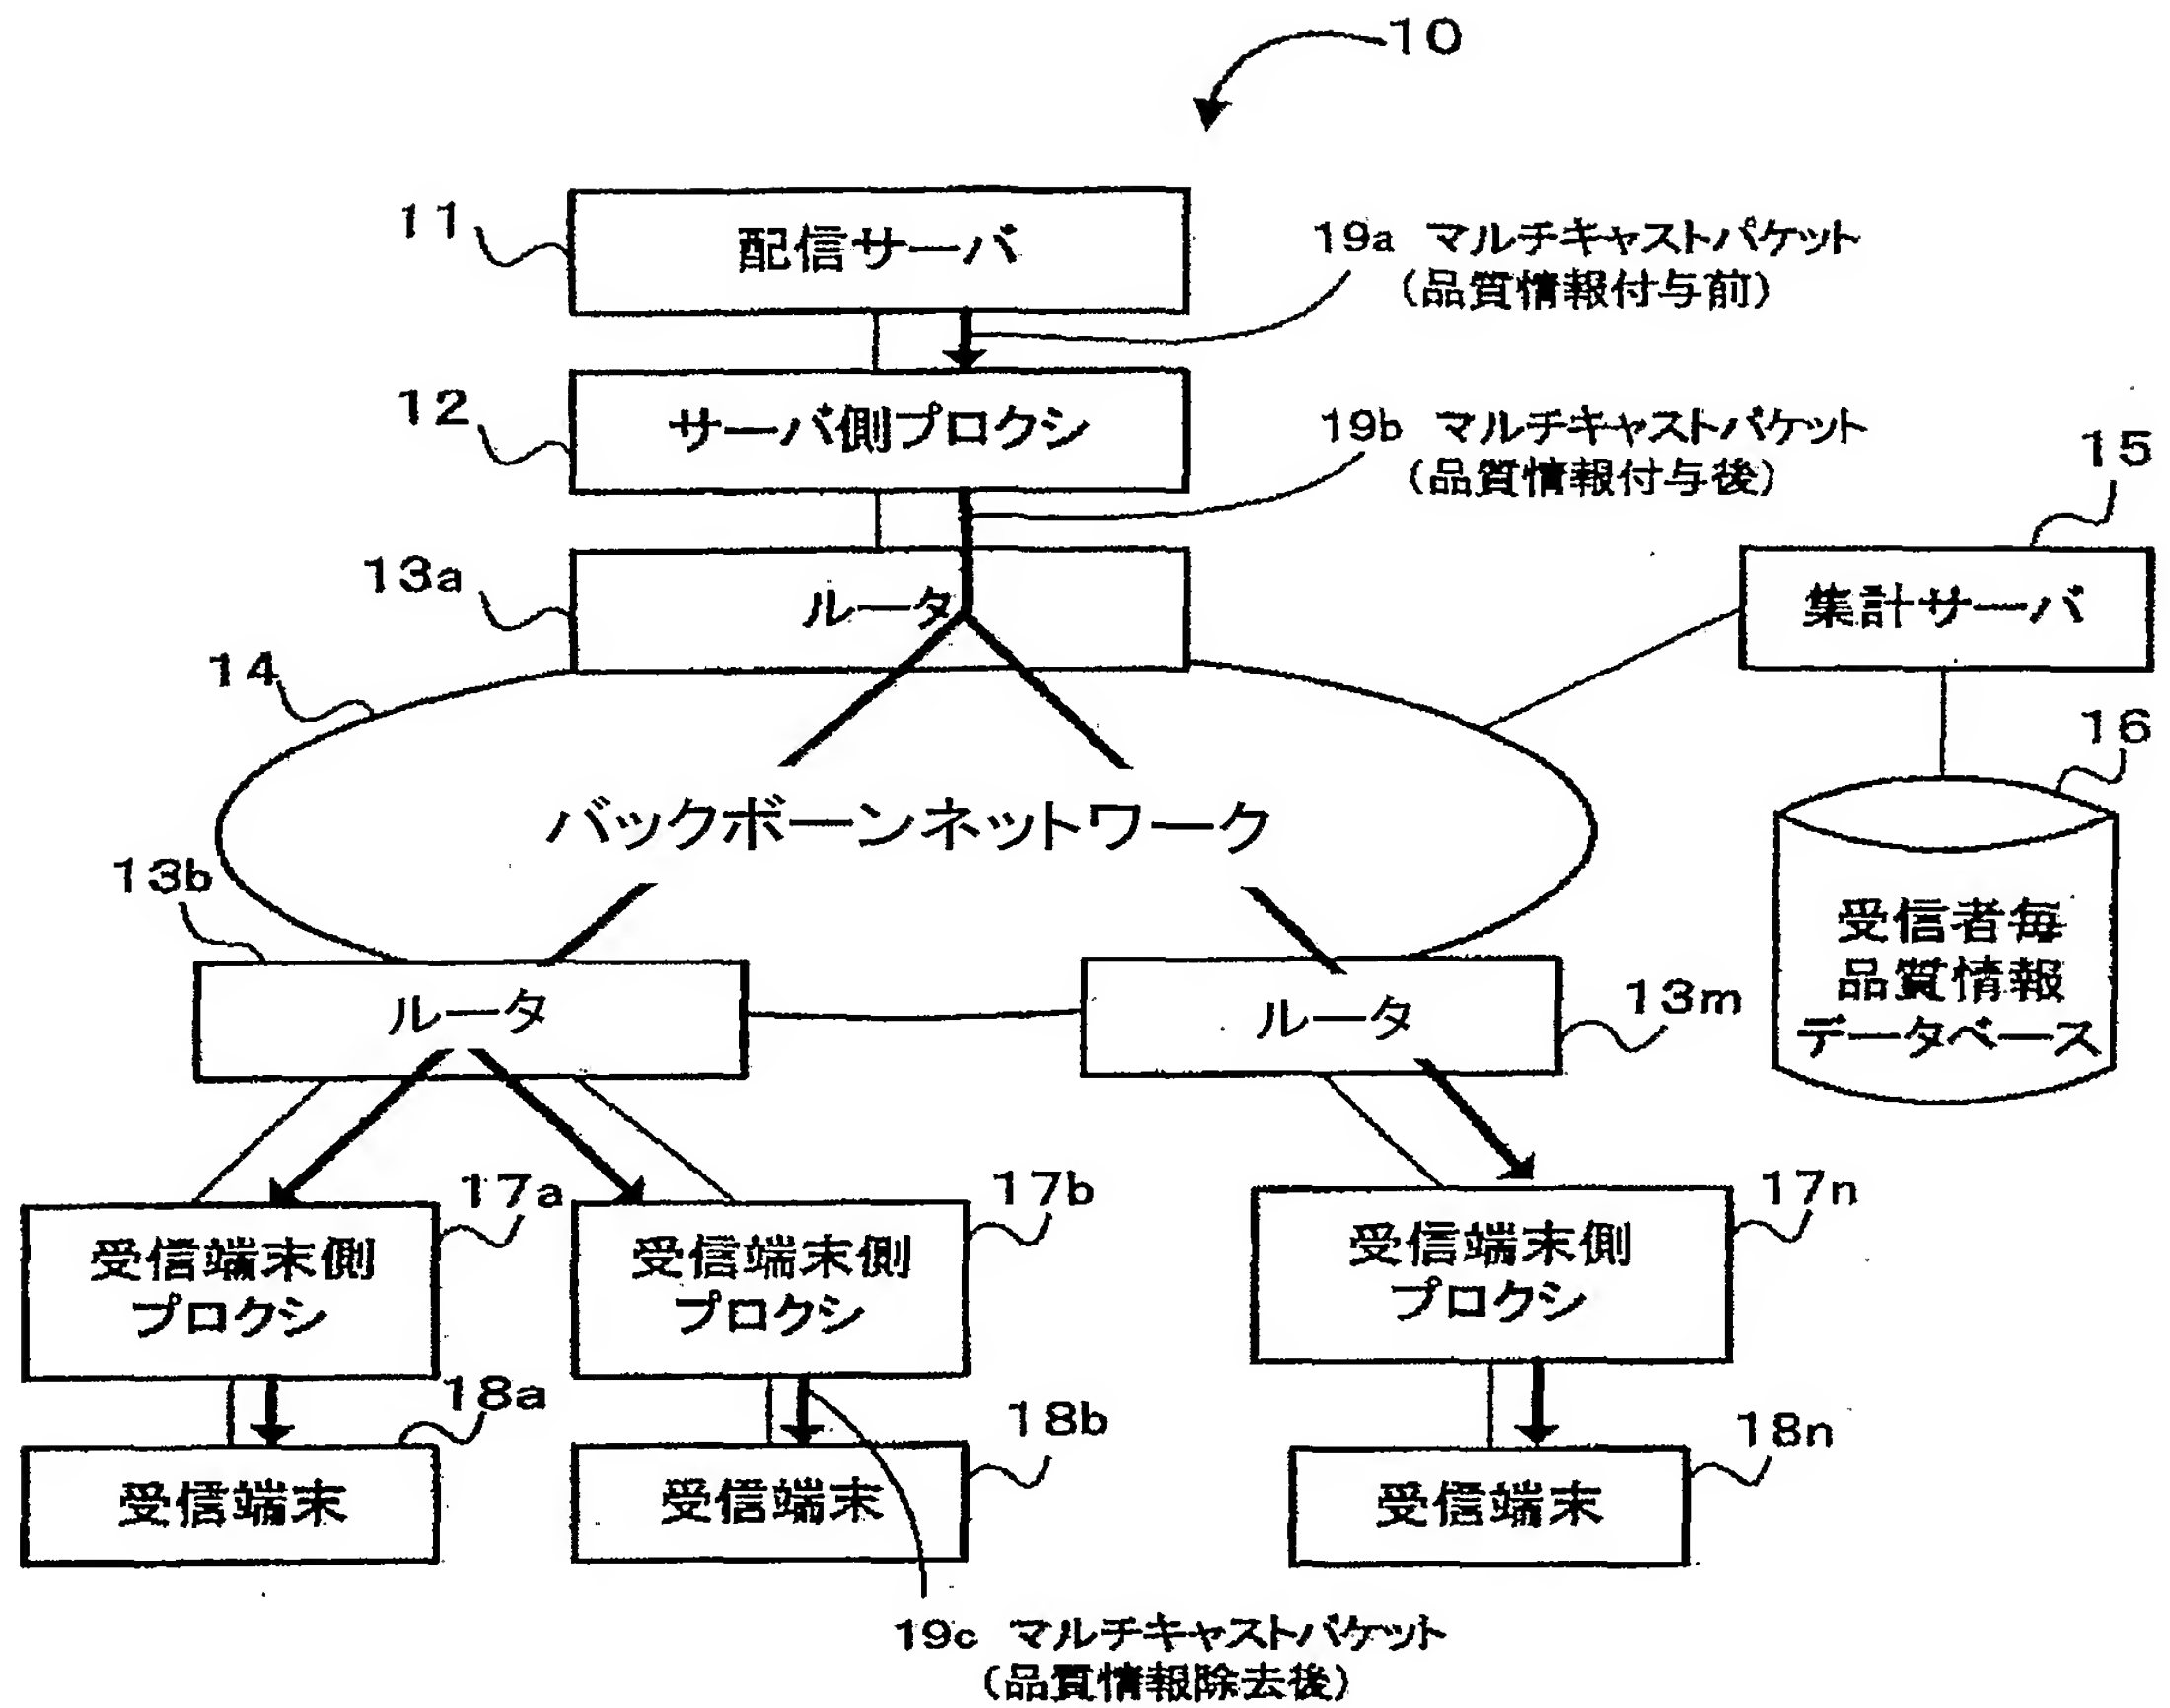 10
11
配信サーバ
19a マルチキャストパケット
(品質情報付与前)
12
サーバ側プロクシ
19b マルチキャストパケット
(品質情報付与後)
15
13a
ルータ
集計サーバ
14
16
バックボーンネットワーク
13b
受信者毎
品質情報
データベース
ルータ
ルータ
13m
17a
17b
17n
受信端末側
プロクシ
受信端末側
プロクシ
受信端末側
プロクシ
18a
18b
18n
受信端末
受信端末
受信端末
19c マルチキャストパケット
(品質情報除去後)